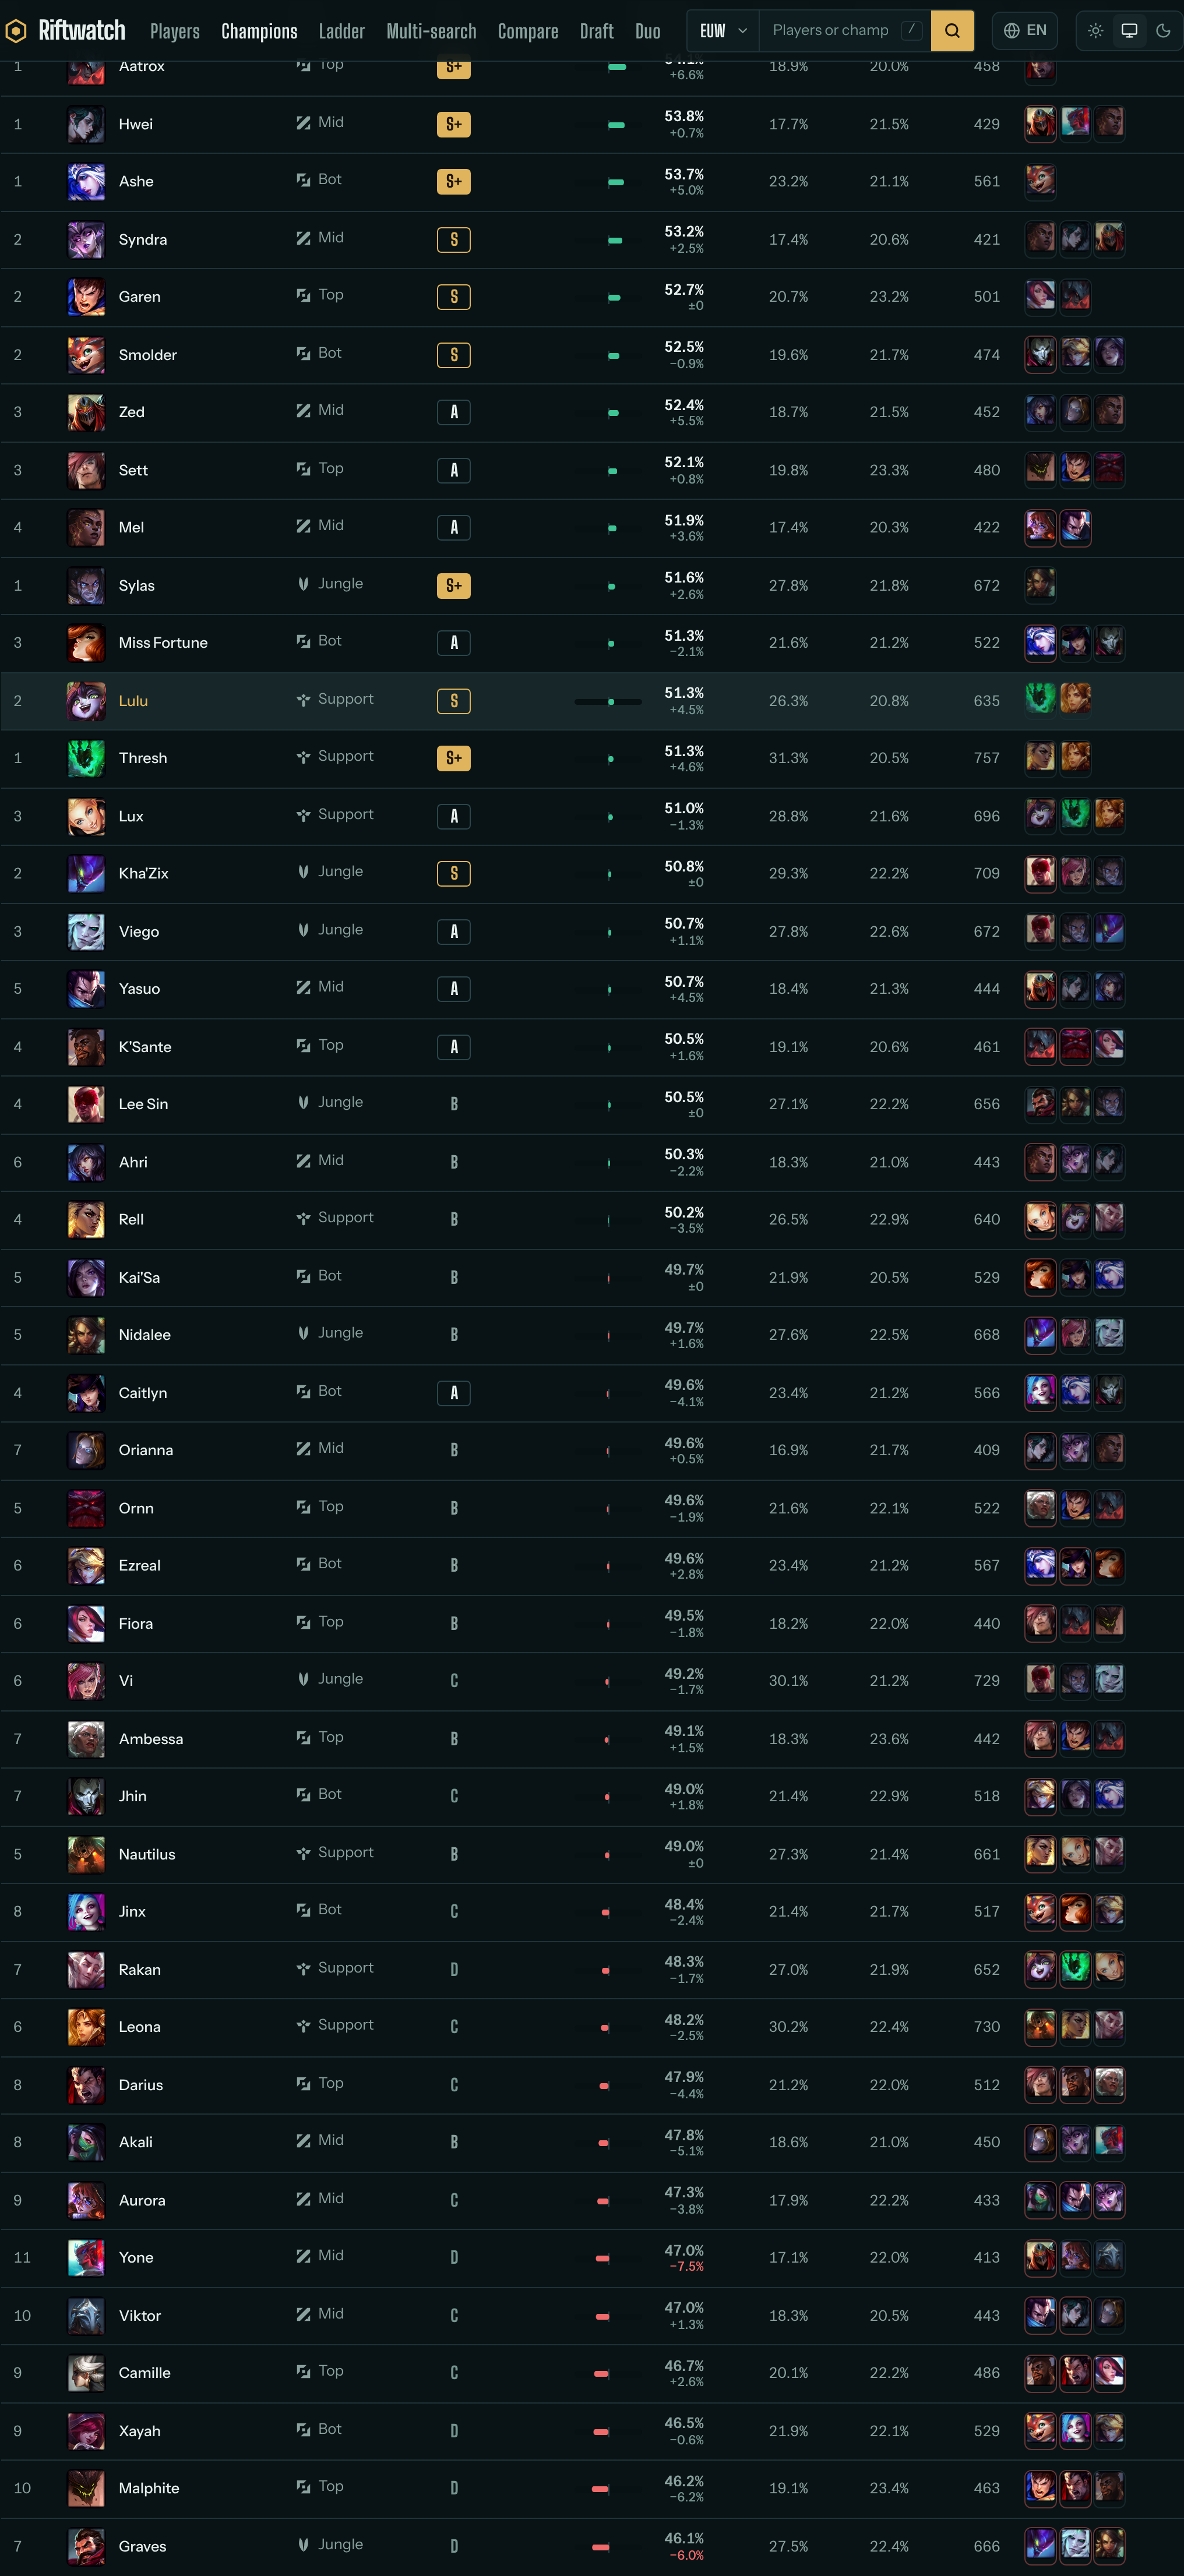 Riftwatch Players Champions Ladder Multi-search Compare Draft Duo EUW Players or champ / EN
1 Aatrox Top S+ 54.1% +6.6% 18.9% 20.0% 458
1 Hwei Mid S+ 53.8% +0.7% 17.7% 21.5% 429
1 Ashe Bot S+ 53.7% +5.0% 23.2% 21.1% 561
2 Syndra Mid S 53.2% +2.5% 17.4% 20.6% 421
2 Garen Top S 52.7% ±0 20.7% 23.2% 501
2 Smolder Bot S 52.5% −0.9% 19.6% 21.7% 474
3 Zed Mid A 52.4% +5.5% 18.7% 21.5% 452
3 Sett Top A 52.1% +0.8% 19.8% 23.3% 480
4 Mel Mid A 51.9% +3.6% 17.4% 20.3% 422
1 Sylas Jungle S+ 51.6% +2.6% 27.8% 21.8% 672
3 Miss Fortune Bot A 51.3% −2.1% 21.6% 21.2% 522
2 Lulu Support S 51.3% +4.5% 26.3% 20.8% 635
1 Thresh Support S+ 51.3% +4.6% 31.3% 20.5% 757
3 Lux Support A 51.0% −1.3% 28.8% 21.6% 696
2 Kha'Zix Jungle S 50.8% ±0 29.3% 22.2% 709
3 Viego Jungle A 50.7% +1.1% 27.8% 22.6% 672
5 Yasuo Mid A 50.7% +4.5% 18.4% 21.3% 444
4 K'Sante Top A 50.5% +1.6% 19.1% 20.6% 461
4 Lee Sin Jungle B 50.5% ±0 27.1% 22.2% 656
6 Ahri Mid B 50.3% −2.2% 18.3% 21.0% 443
4 Rell Support B 50.2% −3.5% 26.5% 22.9% 640
5 Kai'Sa Bot B 49.7% ±0 21.9% 20.5% 529
5 Nidalee Jungle B 49.7% +1.6% 27.6% 22.5% 668
4 Caitlyn Bot A 49.6% −4.1% 23.4% 21.2% 566
7 Orianna Mid B 49.6% +0.5% 16.9% 21.7% 409
5 Ornn Top B 49.6% −1.9% 21.6% 22.1% 522
6 Ezreal Bot B 49.6% +2.8% 23.4% 21.2% 567
6 Fiora Top B 49.5% −1.8% 18.2% 22.0% 440
6 Vi Jungle C 49.2% −1.7% 30.1% 21.2% 729
7 Ambessa Top B 49.1% +1.5% 18.3% 23.6% 442
7 Jhin Bot C 49.0% +1.8% 21.4% 22.9% 518
5 Nautilus Support B 49.0% ±0 27.3% 21.4% 661
8 Jinx Bot C 48.4% −2.4% 21.4% 21.7% 517
7 Rakan Support D 48.3% −1.7% 27.0% 21.9% 652
6 Leona Support C 48.2% −2.5% 30.2% 22.4% 730
8 Darius Top C 47.9% −4.4% 21.2% 22.0% 512
8 Akali Mid B 47.8% −5.1% 18.6% 21.0% 450
9 Aurora Mid C 47.3% −3.8% 17.9% 22.2% 433
11 Yone Mid D 47.0% −7.5% 17.1% 22.0% 413
10 Viktor Mid C 47.0% +1.3% 18.3% 20.5% 443
9 Camille Top C 46.7% +2.6% 20.1% 22.2% 486
9 Xayah Bot D 46.5% −0.6% 21.9% 22.1% 529
10 Malphite Top D 46.2% −6.2% 19.1% 23.4% 463
7 Graves Jungle D 46.1% −6.0% 27.5% 22.4% 666